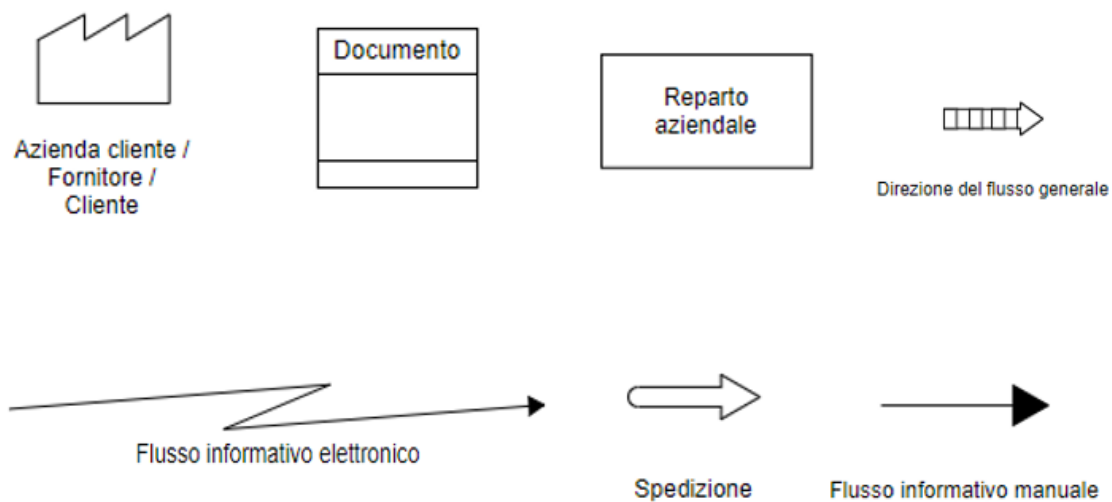 Documento
Reparto
aziendale
Azienda cliente /
Fornitore /
Cliente
Direzione del flusso generale
Flusso informativo elettronico
Spedizione
Flusso informativo manuale